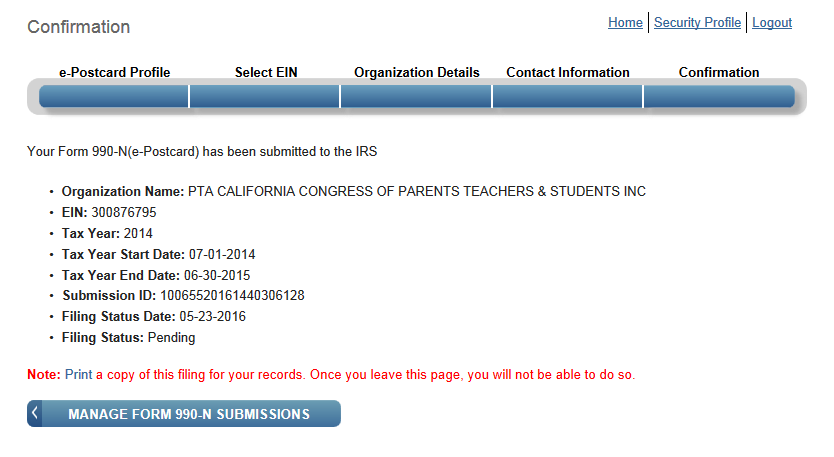 Confirmation
Home Security Profile Logout
e-Postcard Profile Select EIN Organization Details Contact Information Confirmation
Your Form 990-N(e-Postcard) has been submitted to the IRS
• Organization Name: PTA CALIFORNIA CONGRESS OF PARENTS TEACHERS & STUDENTS INC
• EIN: 300876795
• Tax Year: 2014
• Tax Year Start Date: 07-01-2014
• Tax Year End Date: 06-30-2015
• Submission ID: 10065520161440306128
• Filing Status Date: 05-23-2016
• Filing Status: Pending
Note: Print a copy of this filing for your records. Once you leave this page, you will not be able to do so.
MANAGE FORM 990-N SUBMISSIONS